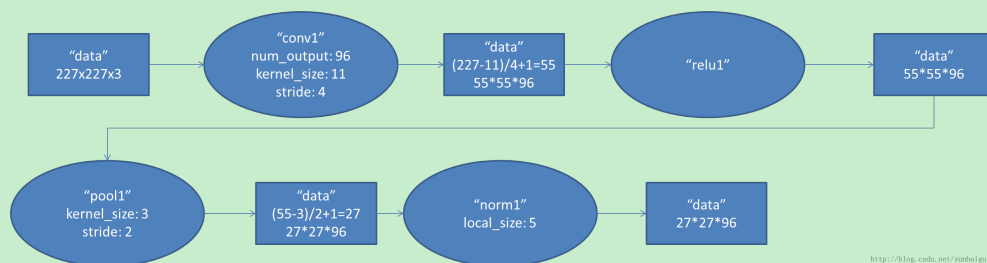 “data”
227x227x3
“conv1”
num_output: 96
kernel_size: 11
stride: 4
“data”
(227-11)/4+1=55
55*55*96
“relu1”
“data”
55*55*96
“pool1”
kernel_size: 3
stride: 2
“data”
(55-3)/2+1=27
27*27*96
“norm1”
local_size: 5
“data”
27*27*96
http://blog.csdn.net/sunbaigui